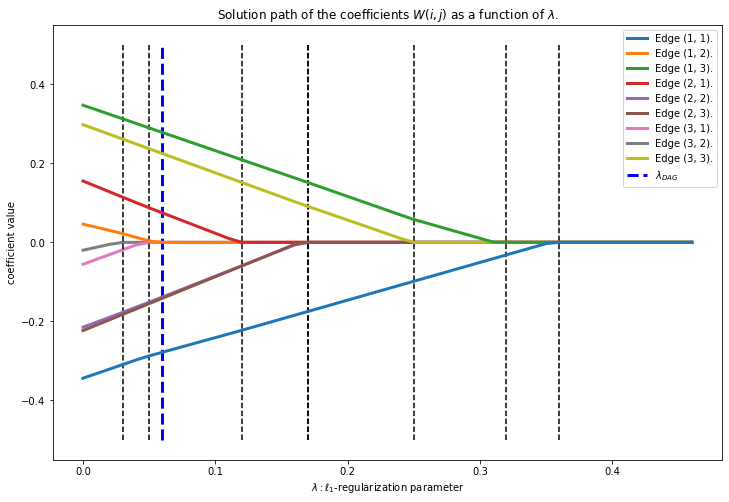 Solution path of the coefficients W(i, j) as a function of λ.
Edge (1, 1).
Edge (1, 2).
Edge (1, 3).
Edge (2, 1).
Edge (2, 2).
Edge (2, 3).
Edge (3, 1).
Edge (3, 2).
Edge (3, 3).
λ_DAG
coefficient value
0.4
0.2
0.0
−0.2
−0.4
0.0
0.1
0.2
0.3
0.4
λ : ℓ₁-regularization parameter